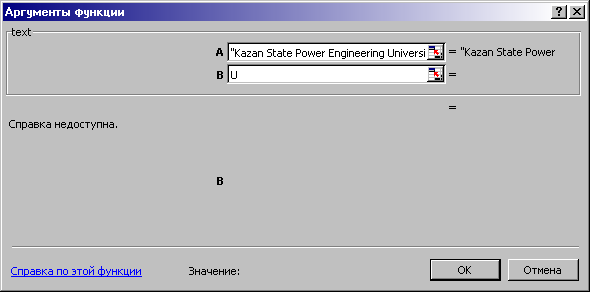 Аргументы функции
text
A "Kazan State Power Engineering Universi = "Kazan State Power
B U =
=
Справка недоступна.
B
Справка по этой функции Значение: OK Отмена